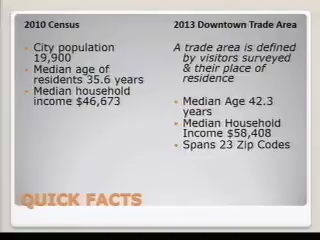 2010 Census
City population
19,900
Median age of
residents 35.6 years
Median household
income $46,673
2013 Downtown Trade Area
A trade area is defined
by visitors surveyed
& their place of
residence
Median Age 42.3
years
Median Household
Income $58,408
Spans 23 Zip Codes
QUICK FACTS